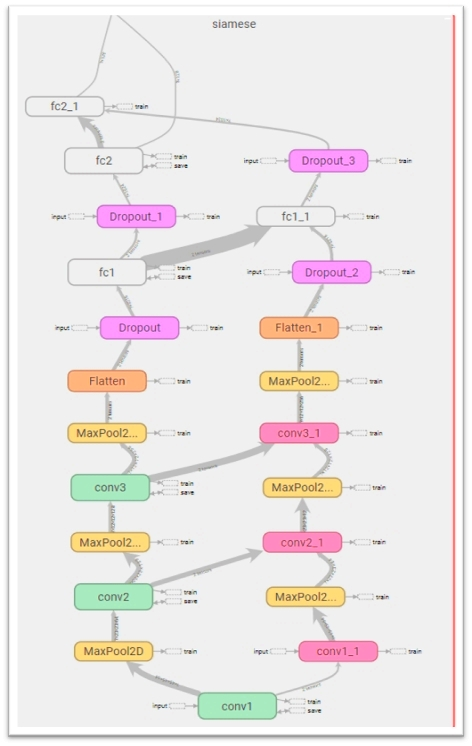 siamese
fc2_1
train
fc2
train
save
input
Dropout_3
train
input
Dropout_1
train
fc1_1
train
fc1
train
save
input
Dropout_2
train
input
Dropout
train
Flatten_1
train
Flatten
train
MaxPool2...
train
MaxPool2...
train
conv3_1
train
conv3
train
save
MaxPool2...
train
MaxPool2...
train
conv2_1
train
conv2
train
save
MaxPool2...
train
MaxPool2D
train
input
conv1_1
train
input
conv1
train
save